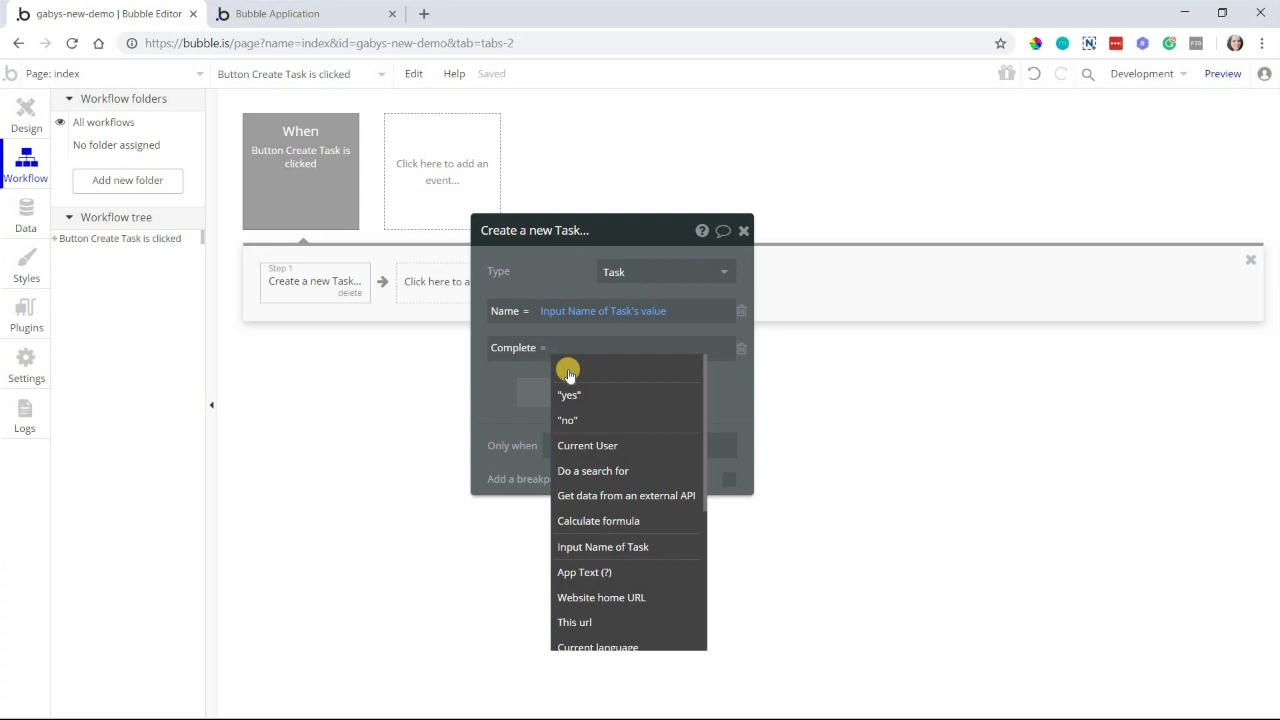 gabys-new-demo | Bubble Editor
Bubble Application
https://bubble.is/page?name=index&id=gabys-new-demo&tab=tabs-2
Page: index
Button Create Task is clicked
Edit
Help
Saved
Development
Preview
Workflow folders
All workflows
No folder assigned
Add new folder
Workflow tree
Button Create Task is clicked
Design
Workflow
Data
Styles
Plugins
Settings
Logs
When
Button Create Task is
clicked
Click here to add an
event...
Step 1
Create a new Task...
delete
Click here to a
Create a new Task...
Type
Task
Name =
Input Name of Task's value
Complete =
"yes"
"no"
Only when
Current User
Do a search for
Add a breakp
Get data from an external API
Calculate formula
Input Name of Task
App Text (?)
Website home URL
This url
Current language